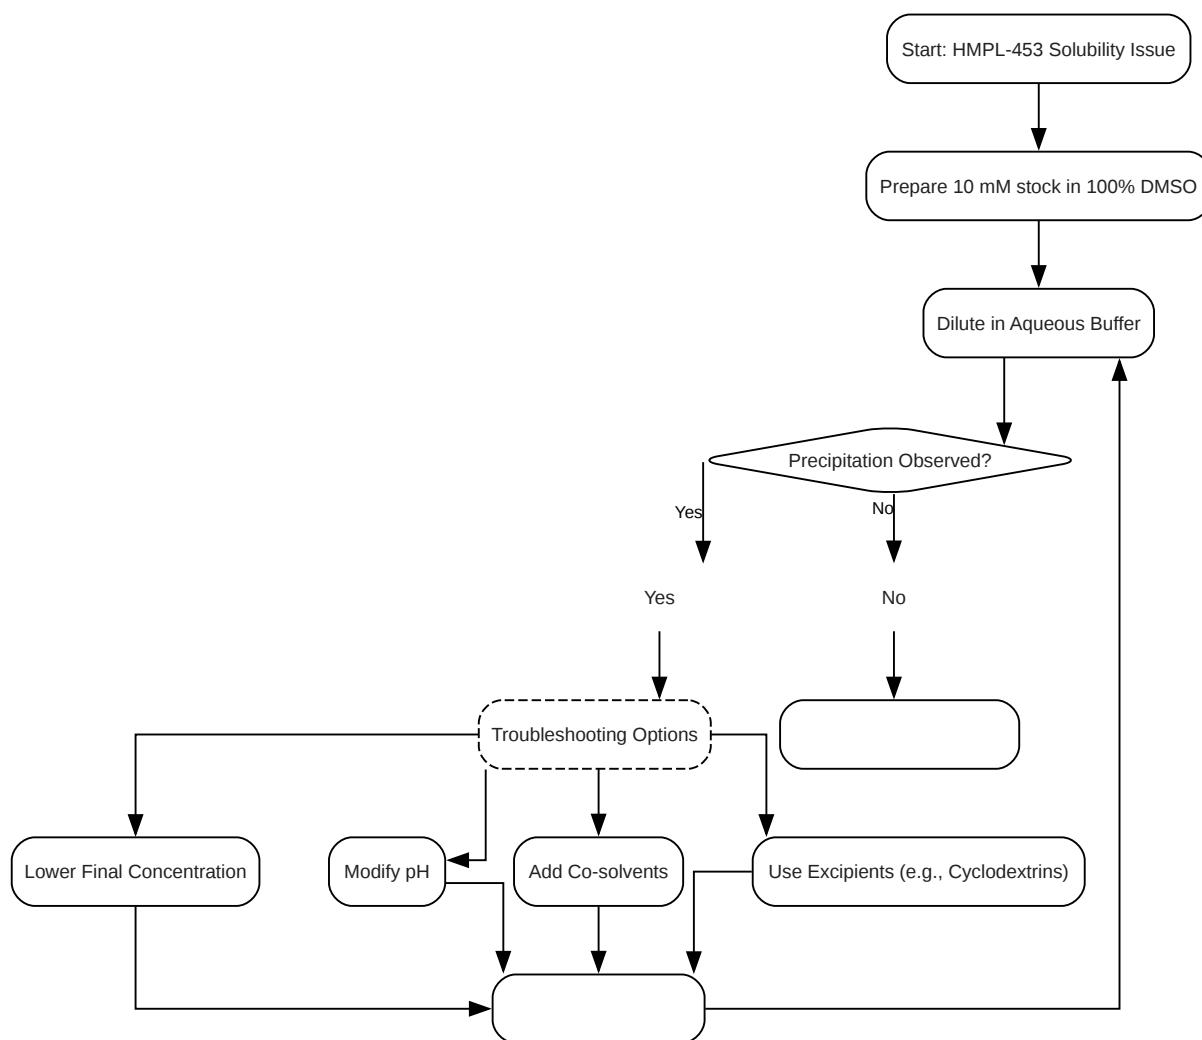 Start: HMPL-453 Solubility Issue
Prepare 10 mM stock in 100% DMSO
Dilute in Aqueous Buffer
Precipitation Observed?
Yes
No
Yes
No
Troubleshooting Options
Lower Final Concentration
Modify pH
Add Co-solvents
Use Excipients (e.g., Cyclodextrins)